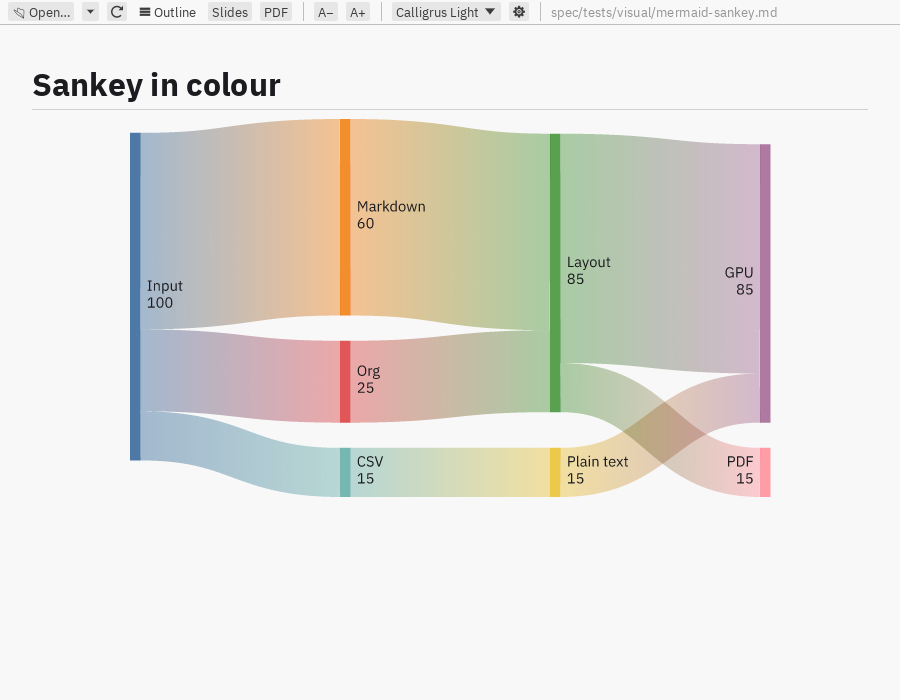 Open... Outline Slides PDF A− A+ Calligrus Light spec/tests/visual/mermaid-sankey.md
Sankey in colour
Markdown
60
Layout
85
GPU
85
Input
100
Org
25
CSV
15
Plain text
15
PDF
15